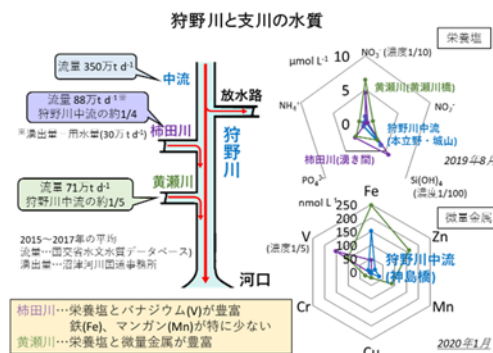 狩野川と支川の水質
流量 350万t d⁻¹
中流
流量 88万t d⁻¹※
狩野川中流の約1/4
※湧出量－用水量(30万t d⁻¹)
柿田川
放水路
狩野川
黄瀬川
流量 71万t d⁻¹
狩野川中流の約1/5
2015～2017年の平均
流量…国交省水文水質データベース)
湧出量…沼津河川国道事務所
河口
柿田川…栄養塩とバナジウム(V)が豊富
鉄(Fe)、マンガン(Mn)が特に少ない
黄瀬川…栄養塩と微量金属が豊富
栄養塩
μmol L⁻¹
10
5
0
NO₃⁻(濃度1/10)
NO₂⁻
Si(OH)₄
(濃度1/100)
PO₄
NH₄⁺
黄瀬川(黄瀬川橋)
狩野川中流
(本立野・城山)
柿田川(湧き間)
2019年8月
微量金属
nmol L⁻¹
250
200
150
100
50
0
Fe
Zn
Mn
Cu
Cr
V
(濃度1/5)
狩野川中流
(神島橋)
2020年1月